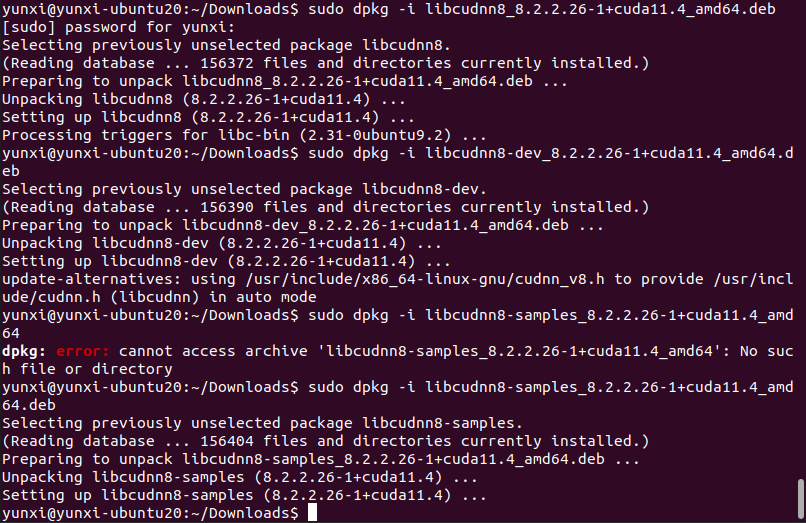 yunxi@yunxi-ubuntu20:~/Downloads$ sudo dpkg -i libcudnn8_8.2.2.26-1+cuda11.4_amd64.deb
[sudo] password for yunxi:
Selecting previously unselected package libcudnn8.
(Reading database ... 156372 files and directories currently installed.)
Preparing to unpack libcudnn8_8.2.2.26-1+cuda11.4_amd64.deb ...
Unpacking libcudnn8 (8.2.2.26-1+cuda11.4) ...
Setting up libcudnn8 (8.2.2.26-1+cuda11.4) ...
Processing triggers for libc-bin (2.31-0ubuntu9.2) ...
yunxi@yunxi-ubuntu20:~/Downloads$ sudo dpkg -i libcudnn8-dev_8.2.2.26-1+cuda11.4_amd64.d
eb
Selecting previously unselected package libcudnn8-dev.
(Reading database ... 156390 files and directories currently installed.)
Preparing to unpack libcudnn8-dev_8.2.2.26-1+cuda11.4_amd64.deb ...
Unpacking libcudnn8-dev (8.2.2.26-1+cuda11.4) ...
Setting up libcudnn8-dev (8.2.2.26-1+cuda11.4) ...
update-alternatives: using /usr/include/x86_64-linux-gnu/cudnn_v8.h to provide /usr/incl
ude/cudnn.h (libcudnn) in auto mode
yunxi@yunxi-ubuntu20:~/Downloads$ sudo dpkg -i libcudnn8-samples_8.2.2.26-1+cuda11.4_amd
64
dpkg: error: cannot access archive 'libcudnn8-samples_8.2.2.26-1+cuda11.4_amd64': No suc
h file or directory
yunxi@yunxi-ubuntu20:~/Downloads$ sudo dpkg -i libcudnn8-samples_8.2.2.26-1+cuda11.4_amd
64.deb
Selecting previously unselected package libcudnn8-samples.
(Reading database ... 156404 files and directories currently installed.)
Preparing to unpack libcudnn8-samples_8.2.2.26-1+cuda11.4_amd64.deb ...
Unpacking libcudnn8-samples (8.2.2.26-1+cuda11.4) ...
Setting up libcudnn8-samples (8.2.2.26-1+cuda11.4) ...
yunxi@yunxi-ubuntu20:~/Downloads$